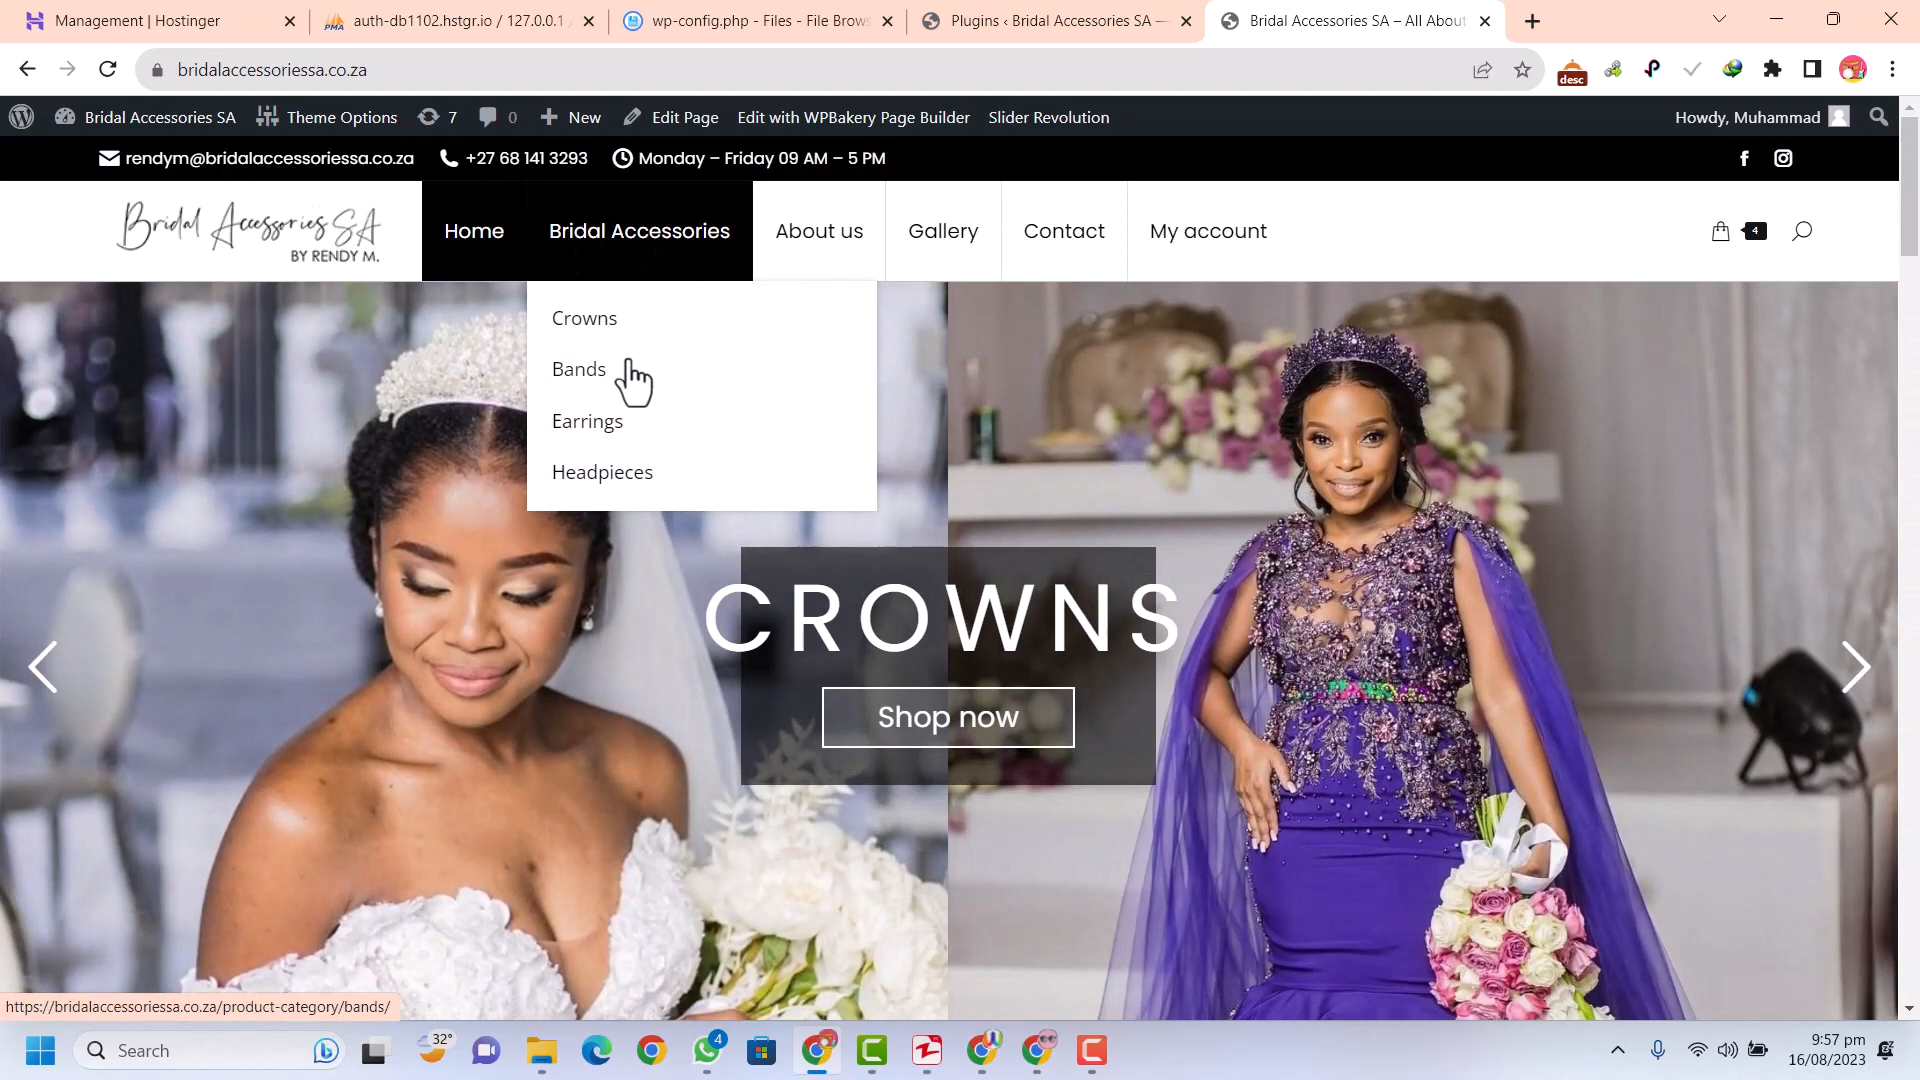 Management | Hostinger
auth-db1102.hstgr.io / 127.0.0.1 /
wp-config.php - Files - File Brows
Plugins ‹ Bridal Accessories SA —
Bridal Accessories SA – All About
bridalaccessoriessa.co.za
desc
Bridal Accessories SA
Theme Options
7
0
New
Edit Page
Edit with WPBakery Page Builder
Slider Revolution
Howdy, Muhammad
rendym@bridalaccessoriessa.co.za
+27 68 141 3293
Monday – Friday 09 AM – 5 PM
Bridal Accessories SA
BY RENDY M.
Home
Bridal Accessories
About us
Gallery
Contact
My account
4
Crowns
Bands
Earrings
Headpieces
CROWNS
Shop now
https://bridalaccessoriessa.co.za/product-category/bands/
Search
32°
4
9:57 pm
16/08/2023